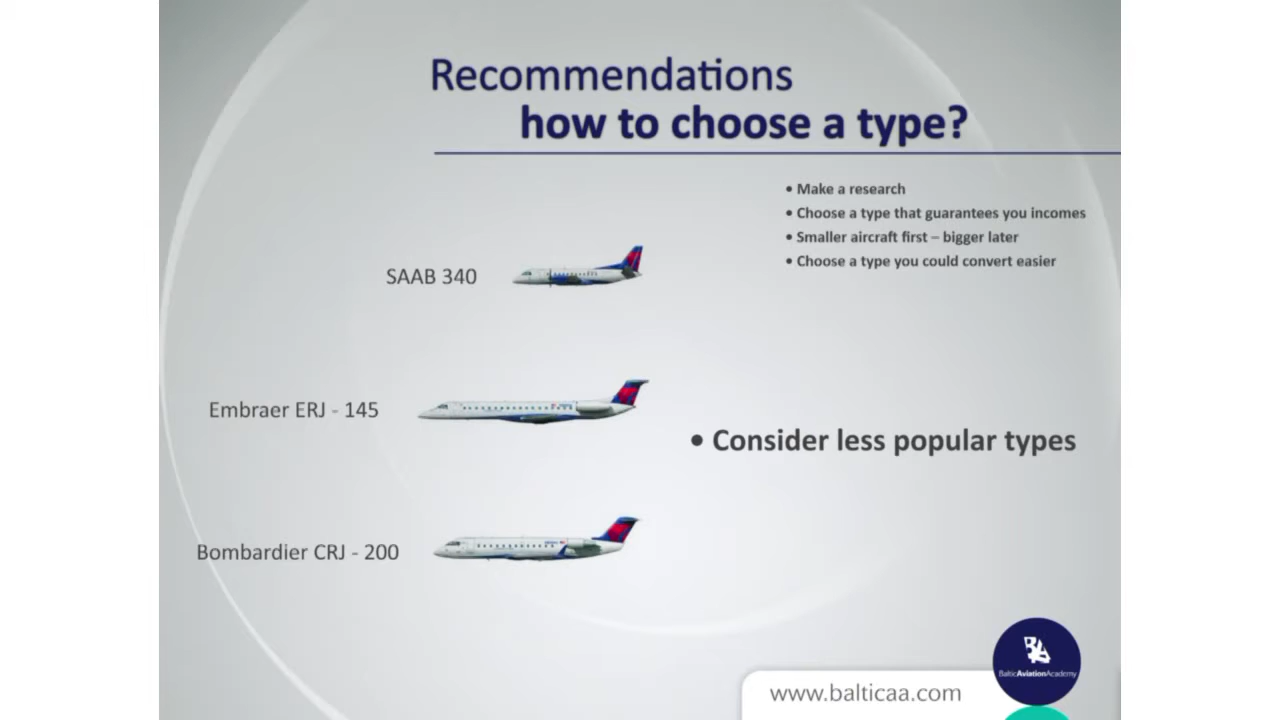 Recommendations
how to choose a type?
• Make a research
• Choose a type that guarantees you incomes
• Smaller aircraft first – bigger later
• Choose a type you could convert easier
SAAB 340
Embraer ERJ - 145
• Consider less popular types
Bombardier CRJ - 200
BalticAviationAcademy
www.balticaa.com